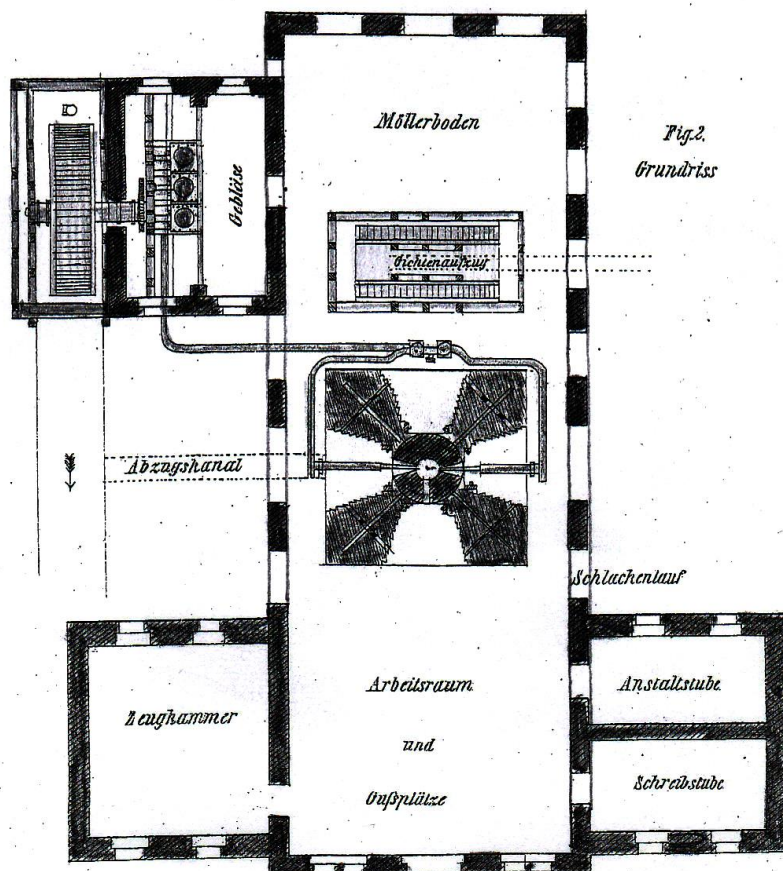 Möllerboden
Fig. 2.
Grundriss
Gebläse
Gichtenaufzug
Abzugskanal
Schlackenlauf
Zeugkammer
Arbeitsraum
und
Gußplätze
Anstaltstube.
Schreibstube.